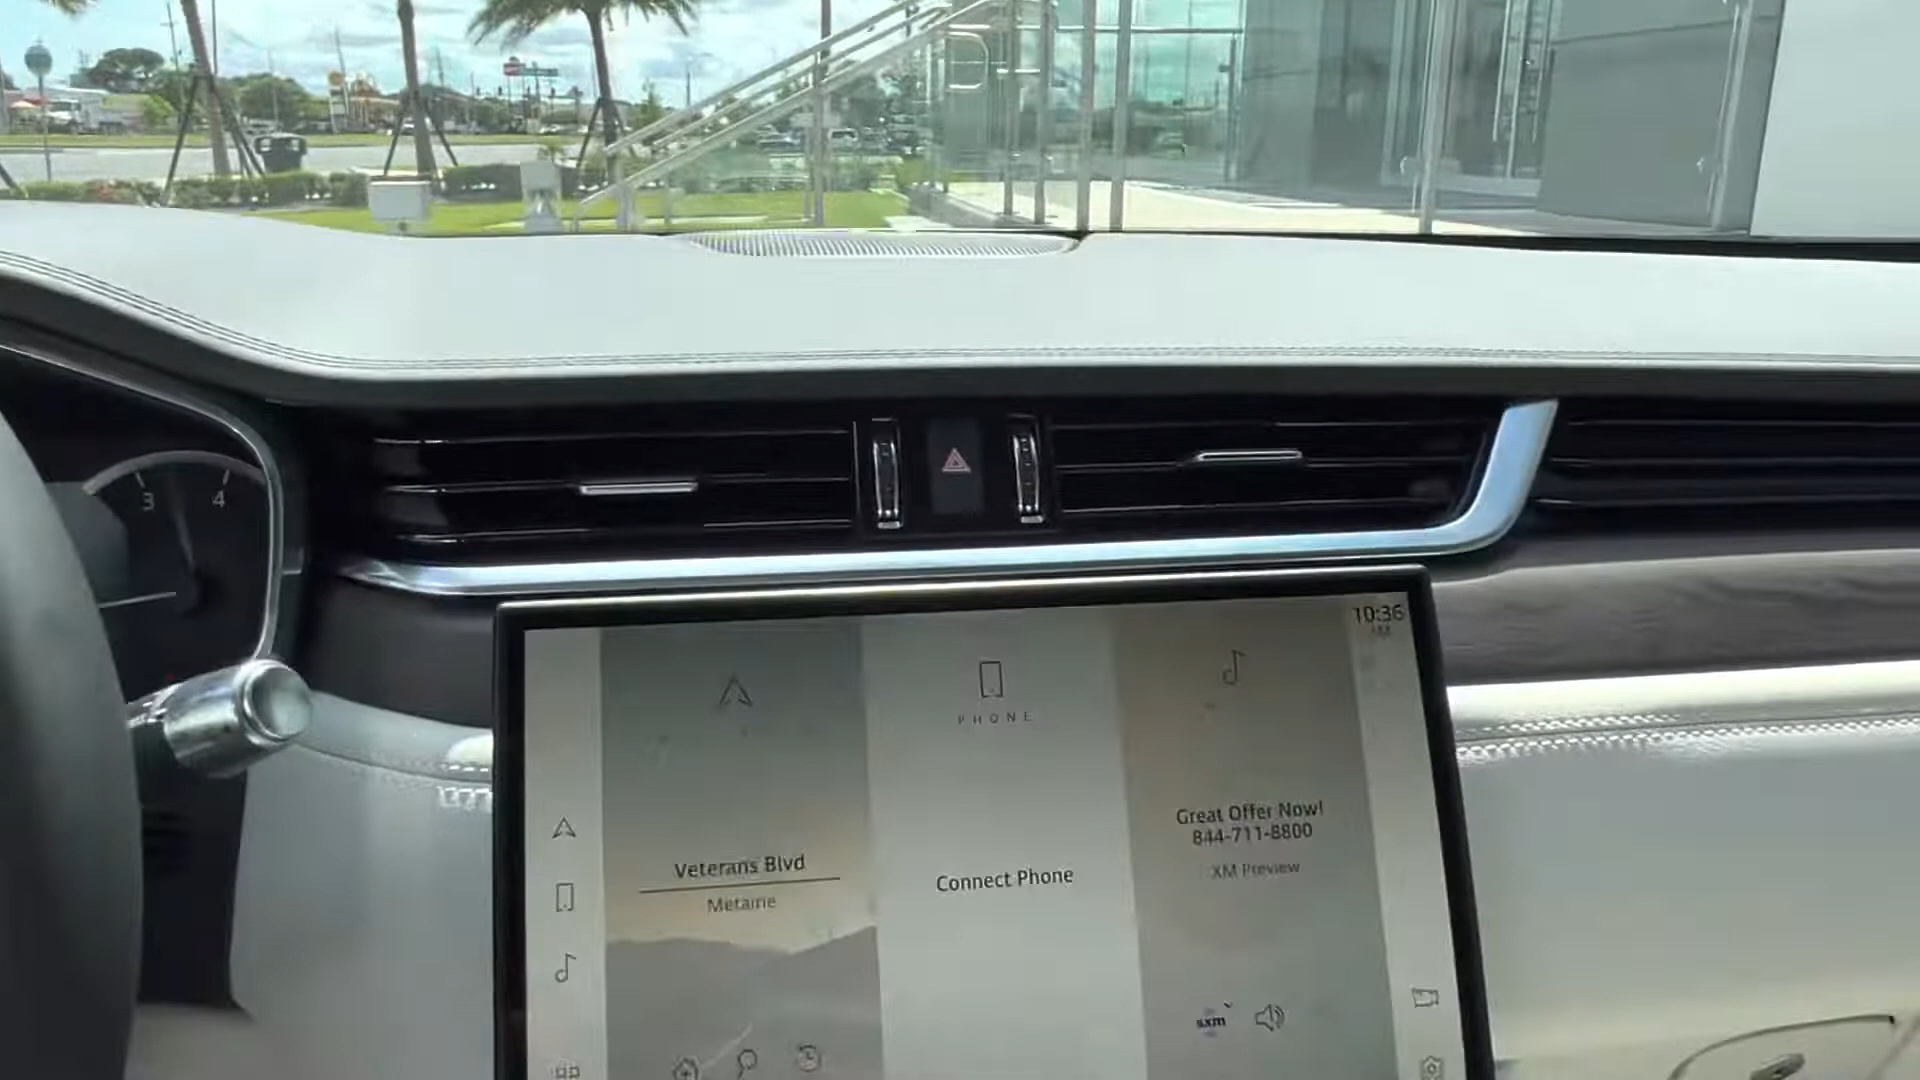 3 4
10:36
PHONE
Great Offer Now!
844-711-8800
XM Preview
Veterans Blvd
Metairie
Connect Phone
sxm